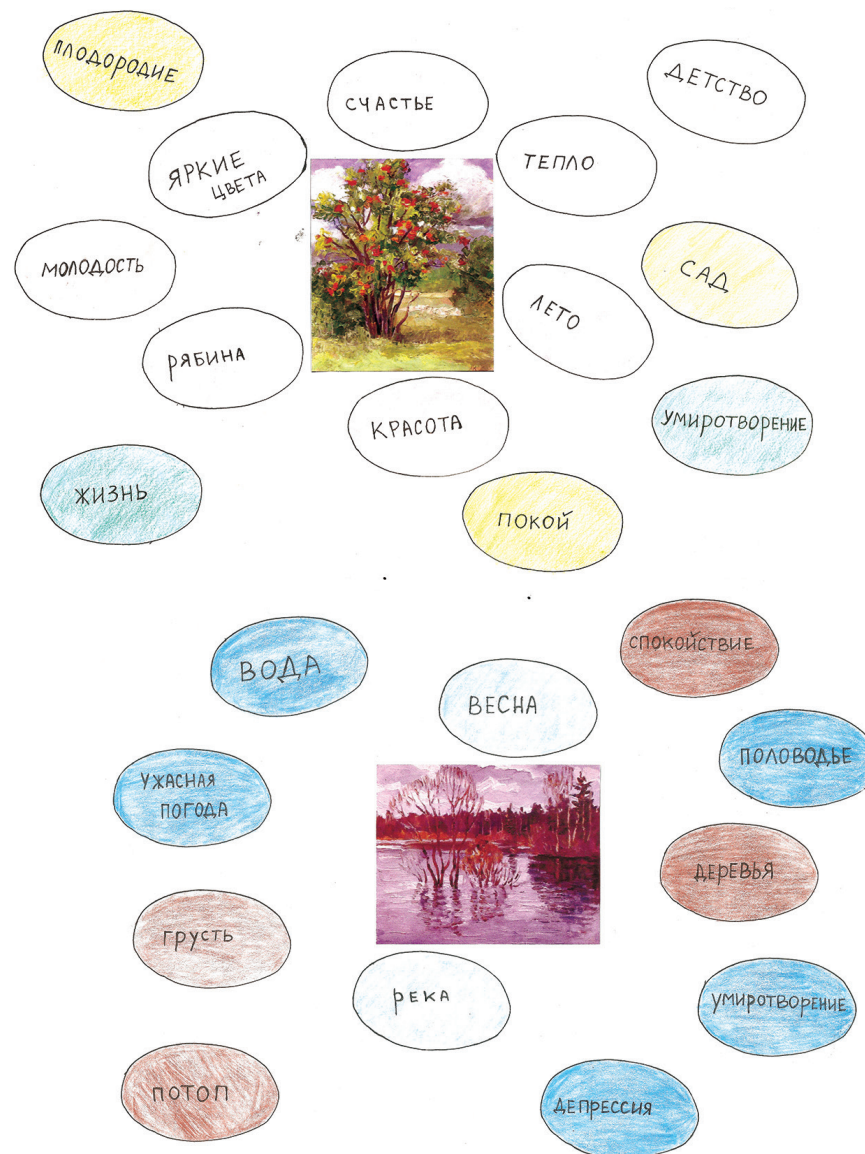 ПЛОДОРОДИЕ
СЧАСТЬЕ
ДЕТСТВО
ЯРКИЕ
ЦВЕТА
ТЕПЛО
МОЛОДОСТЬ
САД
ЛЕТО
РЯБИНА
КРАСОТА
УМИРОТВОРЕНИЕ
ЖИЗНЬ
ПОКОЙ
СПОКОЙСТВИЕ
ВОДА
ВЕСНА
ПОЛОВОДЬЕ
УЖАСНАЯ
ПОГОДА
ДЕРЕВЬЯ
ГРУСТЬ
РЕКА
УМИРОТВОРЕНИЕ
ПОТОП
ДЕПРЕССИЯ